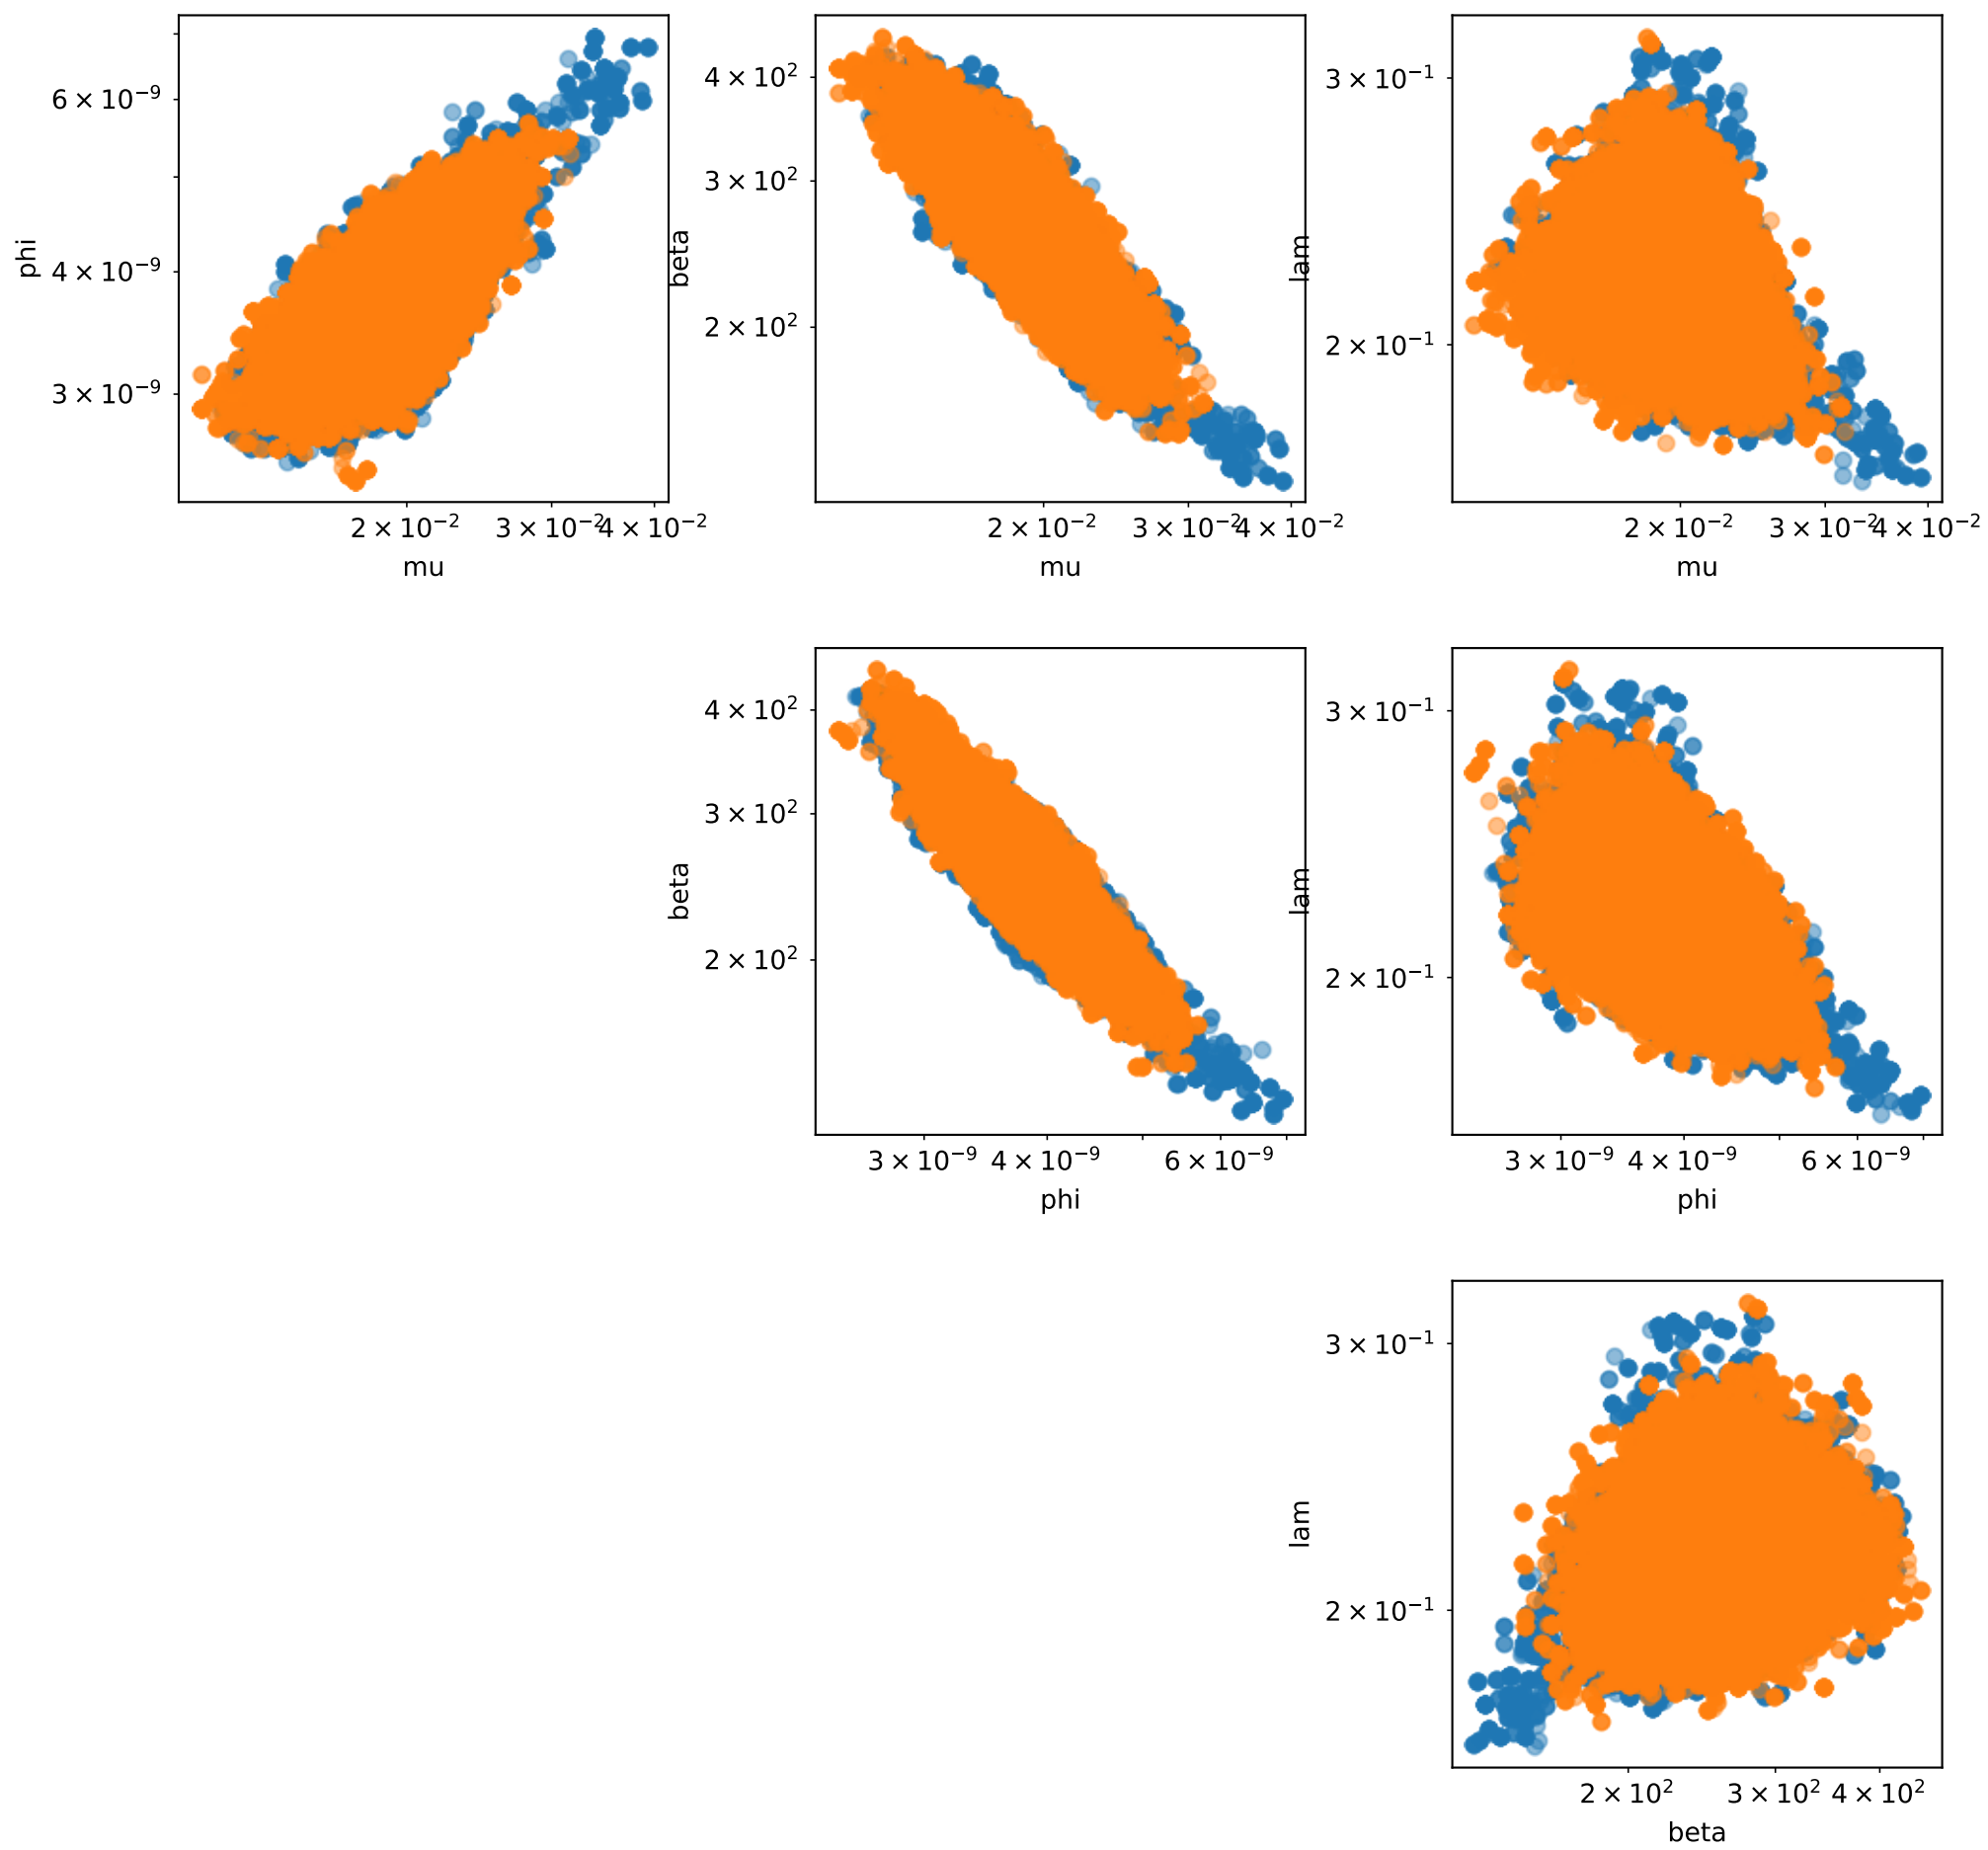 phi
6 × 10⁻⁹
4 × 10⁻⁹
3 × 10⁻⁹
2 × 10⁻² 3 × 10⁻² 4 × 10⁻²
mu
beta
4 × 10²
3 × 10²
2 × 10²
2 × 10⁻² 3 × 10⁻² 4 × 10⁻²
mu
lam
3 × 10⁻¹
2 × 10⁻¹
2 × 10⁻² 3 × 10⁻² 4 × 10⁻²
mu
beta
4 × 10²
3 × 10²
2 × 10²
3 × 10⁻⁹ 4 × 10⁻⁹ 6 × 10⁻⁹
phi
lam
3 × 10⁻¹
2 × 10⁻¹
3 × 10⁻⁹ 4 × 10⁻⁹ 6 × 10⁻⁹
phi
lam
3 × 10⁻¹
2 × 10⁻¹
2 × 10² 3 × 10² 4 × 10²
beta